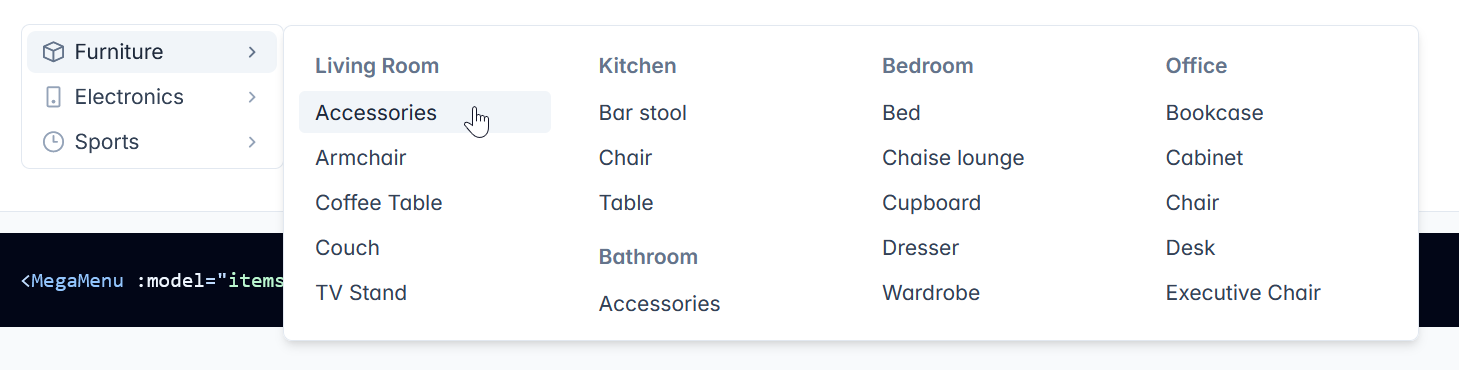 Furniture
Electronics
Sports
Living Room
Accessories
Armchair
Coffee Table
Couch
TV Stand
Kitchen
Bar stool
Chair
Table
Bathroom
Accessories
Bedroom
Bed
Chaise lounge
Cupboard
Dresser
Wardrobe
Office
Bookcase
Cabinet
Chair
Desk
Executive Chair
<MegaMenu :model="items